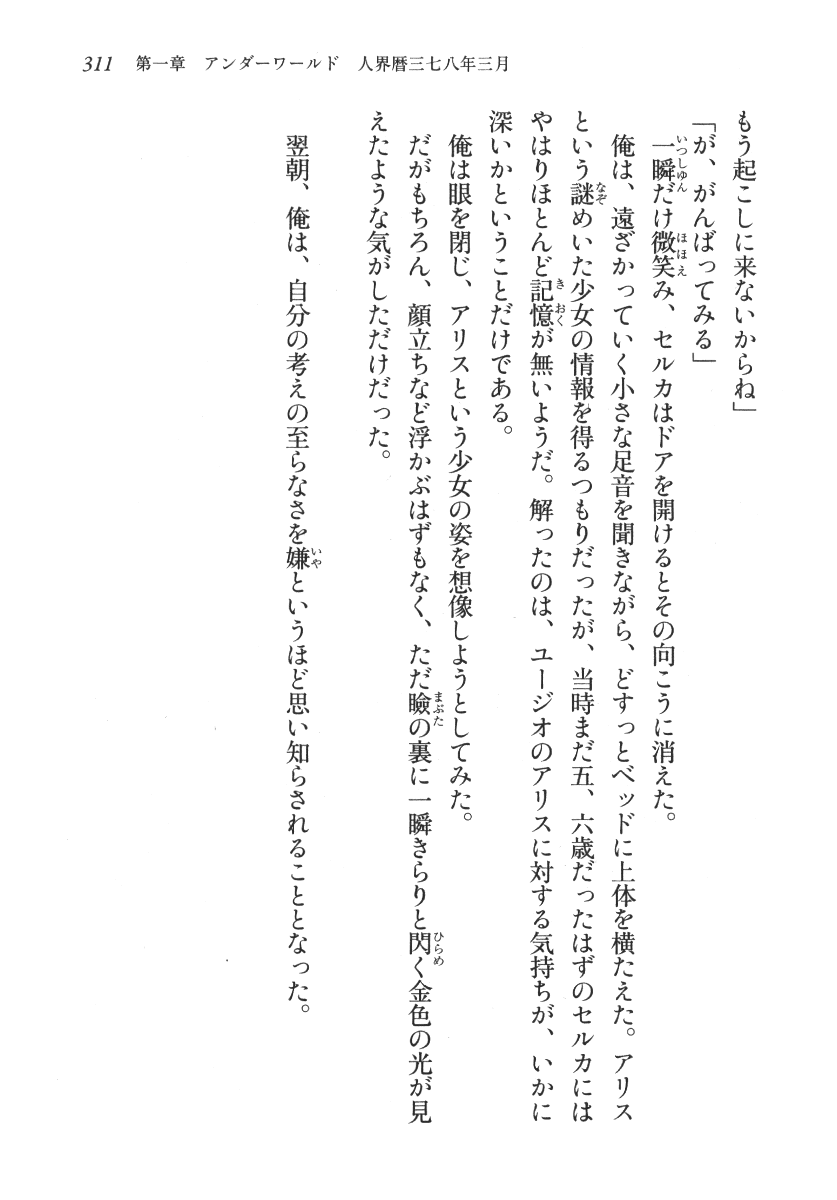 311　第一章　アンダーワールド　人界暦三七八年三月
もう起こしに来ないからね」
「が、がんばってみる」
　一瞬だけ微笑み、セルカはドアを開けるとその向こうに消えた。
　俺は、遠ざかっていく小さな足音を聞きながら、どすっとベッドに上体を横たえた。アリス
という謎めいた少女の情報を得るつもりだったが、当時まだ五、六歳だったはずのセルカには
やはりほとんど記憶が無いようだ。解ったのは、ユージオのアリスに対する気持ちが、いかに
深いかということだけである。
　俺は眼を閉じ、アリスという少女の姿を想像しようとしてみた。
　だがもちろん、顔立ちなど浮かぶはずもなく、ただ瞼の裏に一瞬きらりと閃く金色の光が見
えたような気がしただけだった。
　翌朝、俺は、自分の考えの至らなさを嫌というほど思い知らされることとなった。